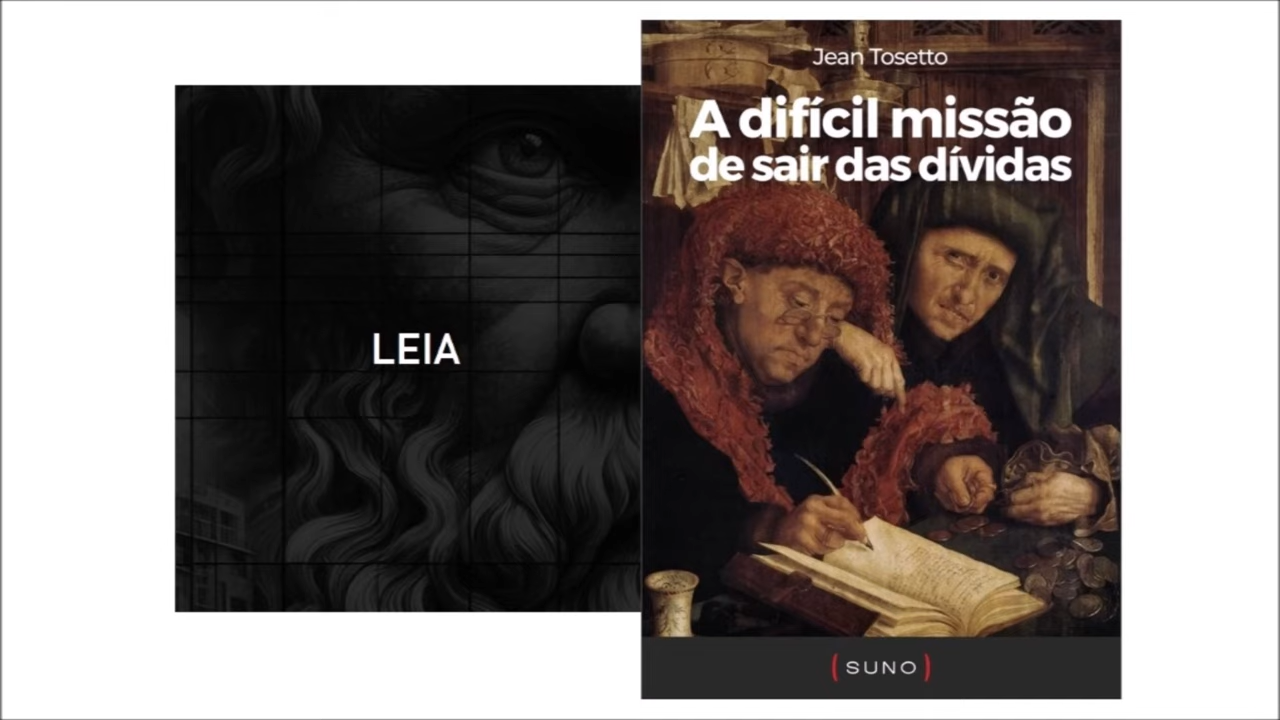 LEIA
Jean Tosetto
A difícil missão
de sair das dívidas
(SUNO)